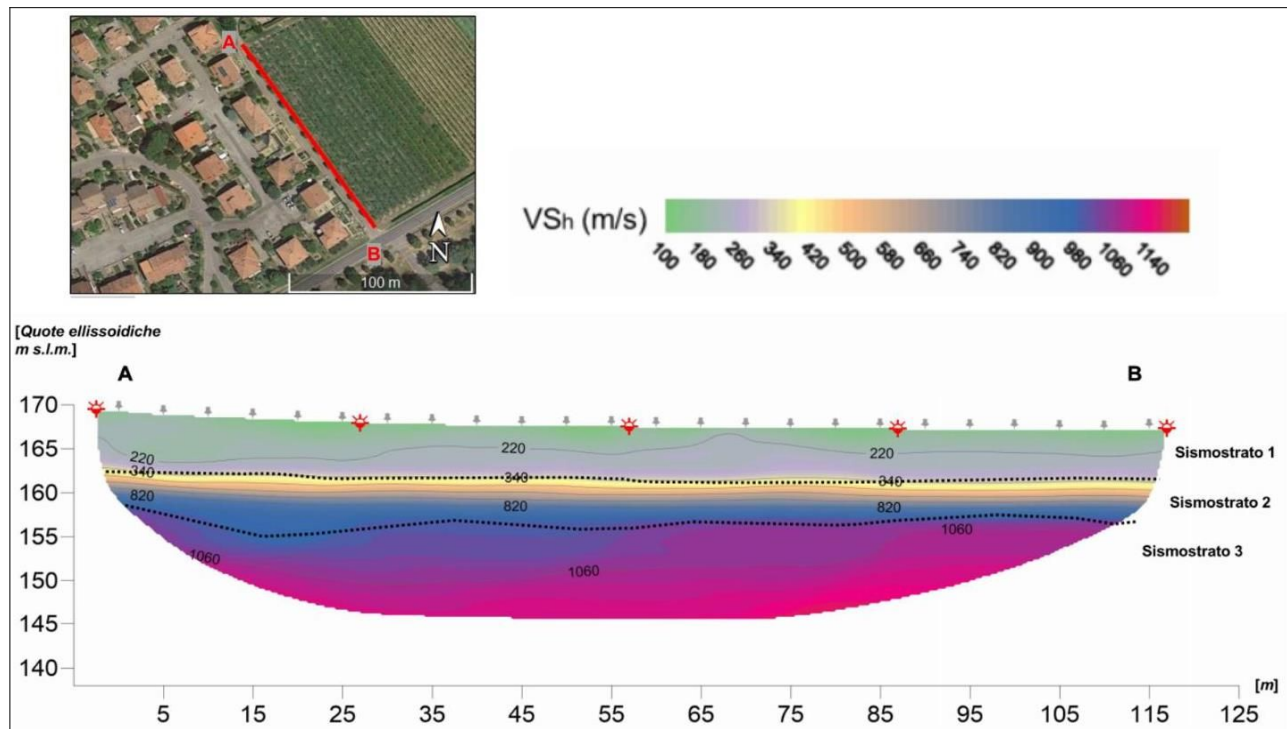 A
B
N
100 m
VSh (m/s)
100 180 260 340 420 500 580 660 740 820 900 980 1060 1140
[Quote ellissoidiche
m s.l.m.]
A B
170
165
160
155
150
145
140
220 220 220
340 340 340
820 820 820
1060 1060 1060
Sismostrato 1
Sismostrato 2
Sismostrato 3
[m]
5 15 25 35 45 55 65 75 85 95 105 115 125